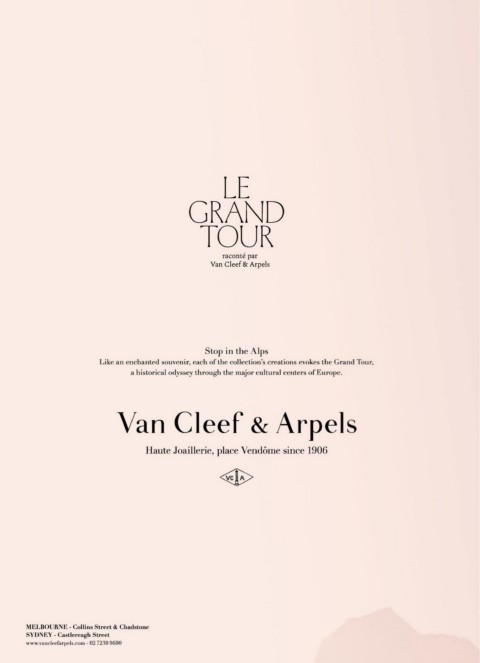 LE
GRAND
TOUR
raconté par
Van Cleef & Arpels
Stop in the Alps
Like an enchanted souvenir, each of the collection's creations evokes the Grand Tour,
a historical odyssey through the major cultural centers of Europe.
Van Cleef & Arpels
Haute Joaillerie, place Vendôme since 1906
VC A
MELBOURNE - Collins Street & Chadstone
SYDNEY - Castlereagh Street
www.vancleefarpels.com - 02 7230 9600